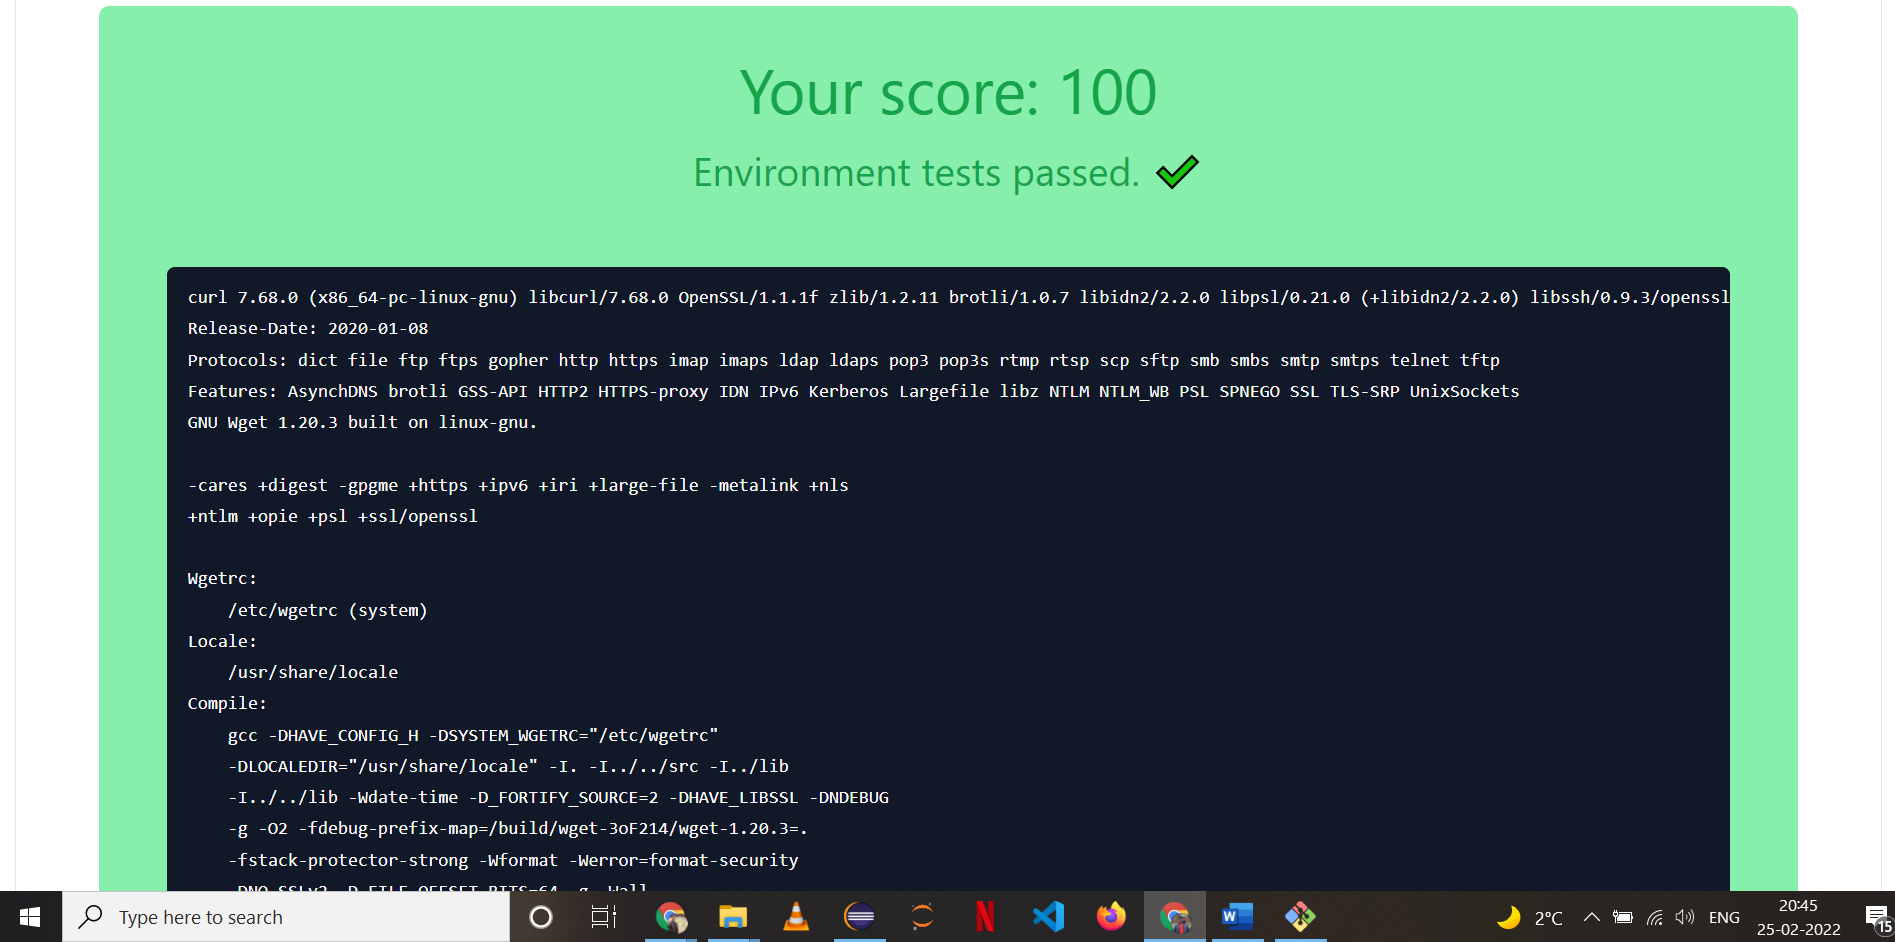 Your score: 100
Environment tests passed.
curl 7.68.0 (x86_64-pc-linux-gnu) libcurl/7.68.0 OpenSSL/1.1.1f zlib/1.2.11 brotli/1.0.7 libidn2/2.2.0 libpsl/0.21.0 (+libidn2/2.2.0) libssh/0.9.3/openssl
Release-Date: 2020-01-08
Protocols: dict file ftp ftps gopher http https imap imaps ldap ldaps pop3 pop3s rtmp rtsp scp sftp smb smbs smtp smtps telnet tftp
Features: AsynchDNS brotli GSS-API HTTP2 HTTPS-proxy IDN IPv6 Kerberos Largefile libz NTLM NTLM_WB PSL SPNEGO SSL TLS-SRP UnixSockets
GNU Wget 1.20.3 built on linux-gnu.
-cares +digest -gpgme +https +ipv6 +iri +large-file -metalink +nls
+ntlm +opie +psl +ssl/openssl
Wgetrc:
/etc/wgetrc (system)
Locale:
/usr/share/locale
Compile:
gcc -DHAVE_CONFIG_H -DSYSTEM_WGETRC="/etc/wgetrc"
-DLOCALEDIR="/usr/share/locale" -I. -I../../src -I../lib
-I../../lib -Wdate-time -D_FORTIFY_SOURCE=2 -DHAVE_LIBSSL -DNDEBUG
-g -O2 -fdebug-prefix-map=/build/wget-3oF214/wget-1.20.3=.
-fstack-protector-strong -Wformat -Werror=format-security
-DNO_SSLv2 -D_FILE_OFFSET_BITS=64 -g -Wall
Type here to search
2°C
ENG
20:45
25-02-2022
15